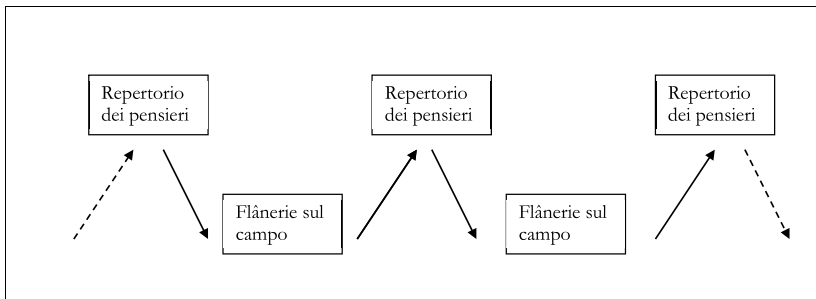 Repertorio
dei pensieri
Repertorio
dei pensieri
Repertorio
dei pensieri
Flânerie sul
campo
Flânerie sul
campo